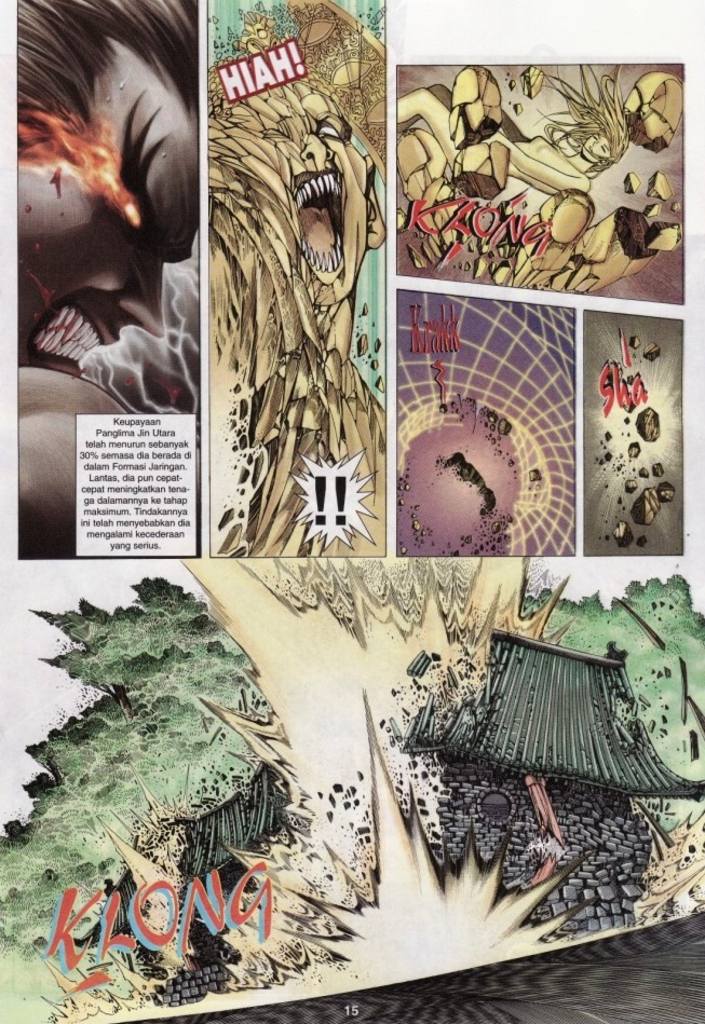 HIAH!
KLONG
Keupayaan
Panglima Jin Utara
telah menurun sebanyak
30% semasa dia berada di
dalam Formasi Jaringan.
Lantas, dia pun cepat-
cepat meningkatkan tena-
ga dalamannya ke tahap
maksimum. Tindakannya
ini telah menyebabkan dia
mengalami kecederaan
yang serius.
!!
Sha
KLONG
15